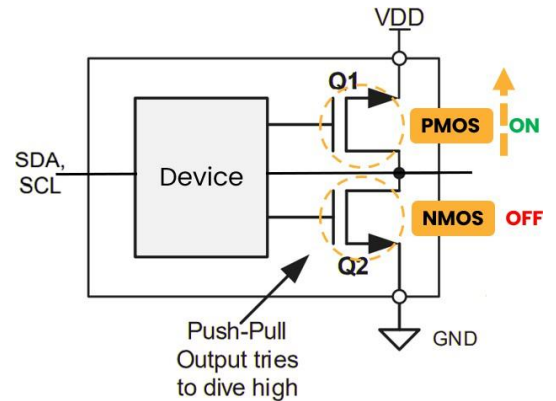 VDD
Q1
PMOS
ON
SDA,
SCL
Device
NMOS
OFF
Q2
Push-Pull
Output tries
to dive high
GND